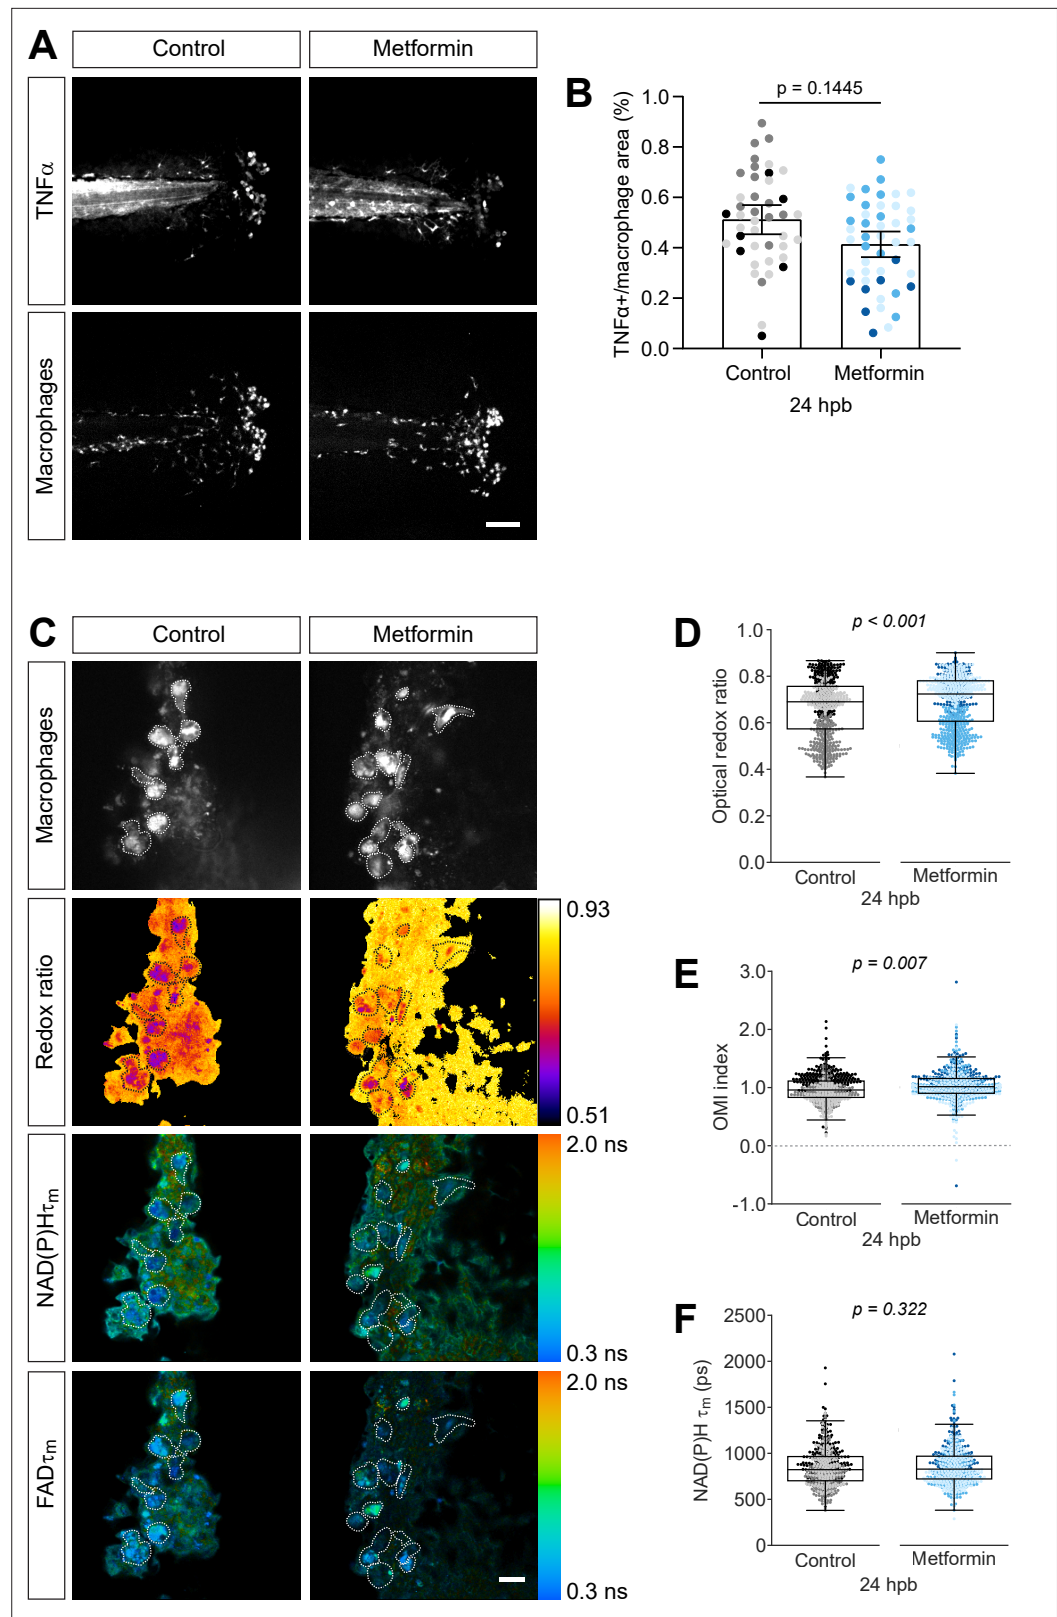 A
Control
Metformin
TNFα
Macrophages
B
p = 0.1445
TNFα+/macrophage area (%)
1.0
0.8
0.6
0.4
0.2
0.0
Control
Metformin
24 hpb
C
Control
Metformin
Macrophages
Redox ratio
0.93
0.51
NAD(P)Hτm
2.0 ns
0.3 ns
FADτm
2.0 ns
0.3 ns
D
p < 0.001
Optical redox ratio
1.0
0.8
0.6
0.4
0.2
0.0
Control
Metformin
24 hpb
E
p = 0.007
OMI index
3.0
2.0
1.0
0.0
-1.0
Control
Metformin
24 hpb
F
p = 0.322
NAD(P)H τm (ps)
2500
2000
1500
1000
500
0
Control
Metformin
24 hpb